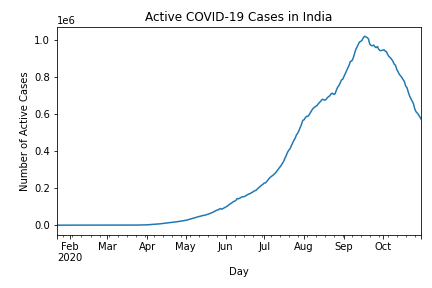 Active COVID-19 Cases in India
1e6
1.0
0.8
0.6
0.4
0.2
0.0
Number of Active Cases
Feb Mar Apr May Jun Jul Aug Sep Oct
2020
Day